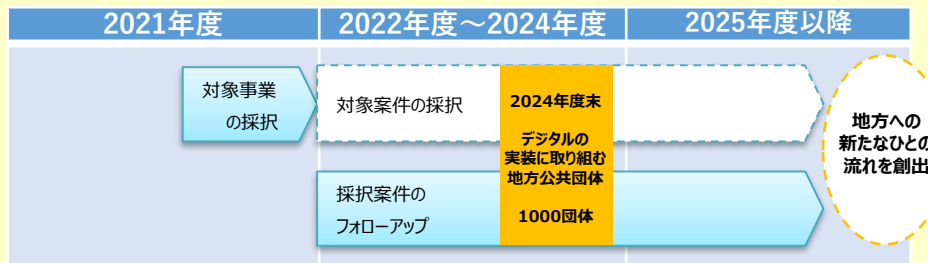 2021年度
2022年度～2024年度
2025年度以降
対象事業
の採択
対象案件の採択
2024年度末
デジタルの
実装に取り組む
地方公共団体
1000団体
採択案件の
フォローアップ
地方への
新たなひとの
流れを創出